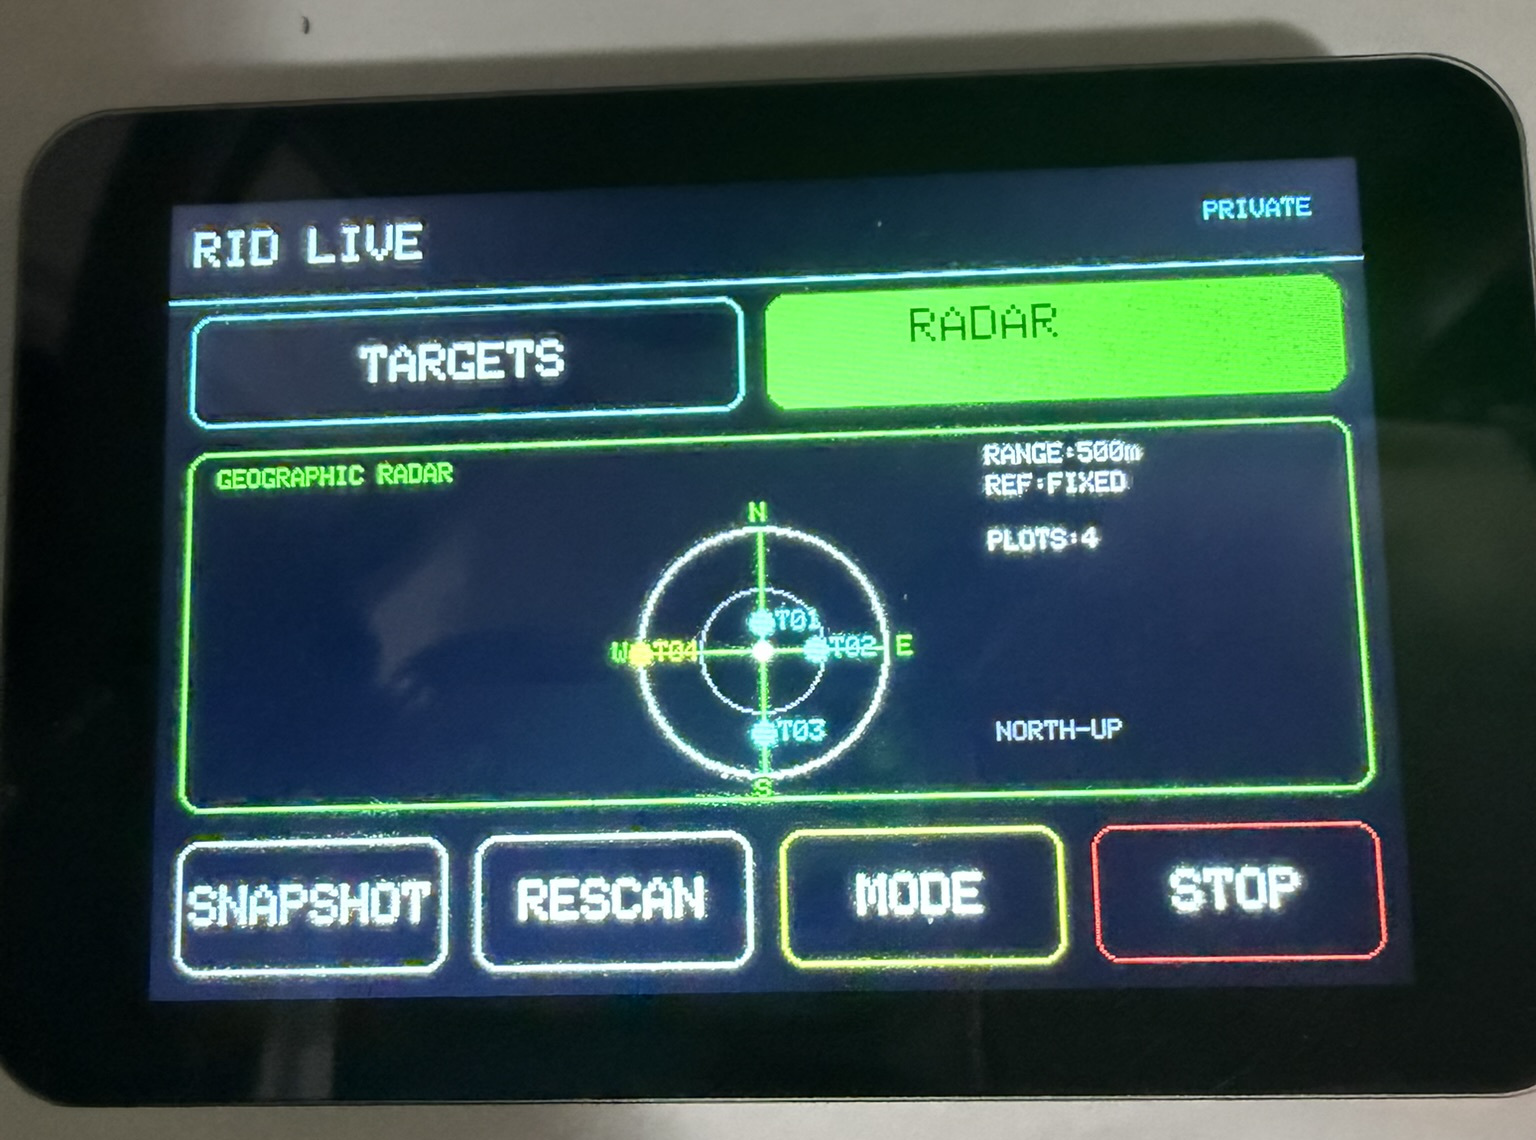 RID LIVE
PRIVATE
TARGETS
RADAR
GEOGRAPHIC RADAR
RANGE:500m
REF:FIXED
PLOTS:4
N
T01
W T04
T02 E
T03
S
NORTH-UP
SNAPSHOT
RESCAN
MODE
STOP